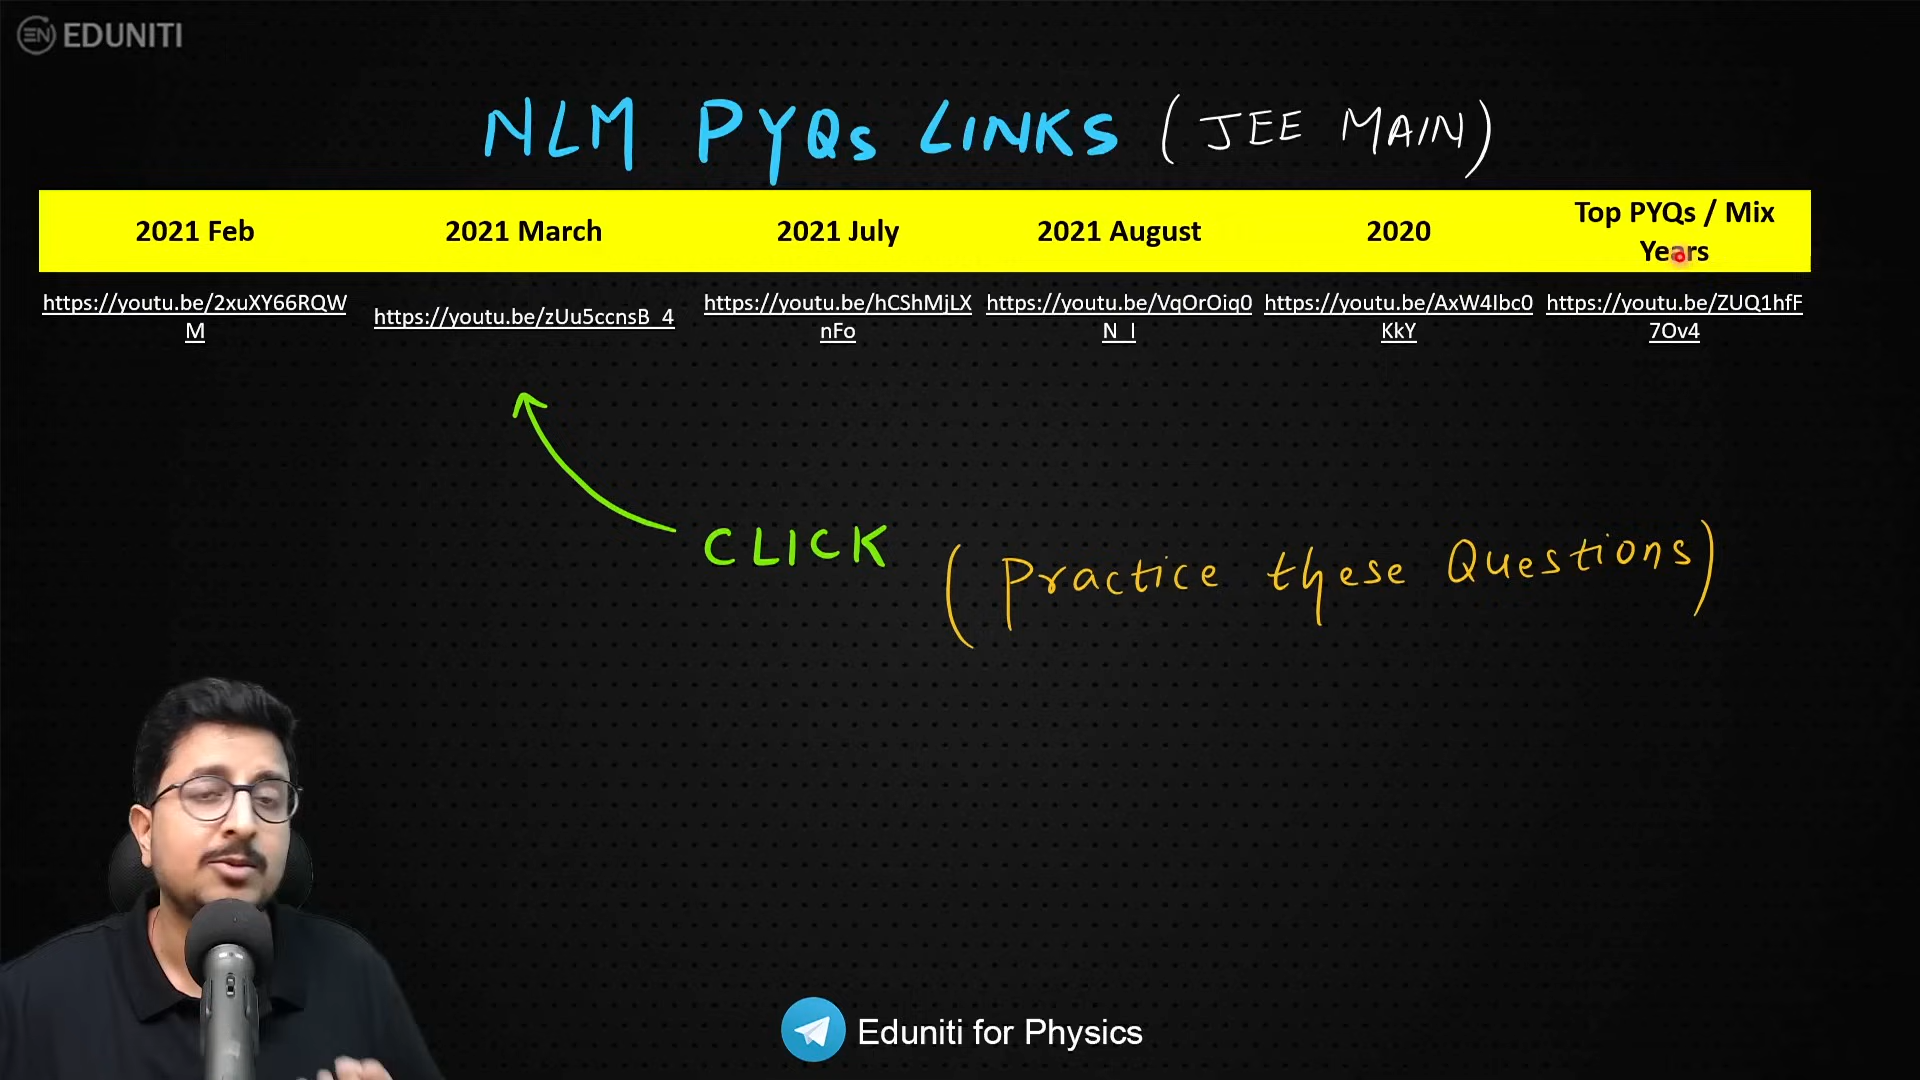 EDUNITI
NLM PYQs LINKS (JEE MAIN)
2021 Feb
2021 March
2021 July
2021 August
2020
Top PYQs / Mix
Years
https://youtu.be/2xuXY66RQW
M
https://youtu.be/zUu5ccnsB_4
https://youtu.be/hCShMjLX
nFo
https://youtu.be/VqOrOiq0
N_I
https://youtu.be/AxW4Ibc0
KkY
https://youtu.be/ZUQ1hfF
7Ov4
CLICK
(Practice these Questions)
Eduniti for Physics